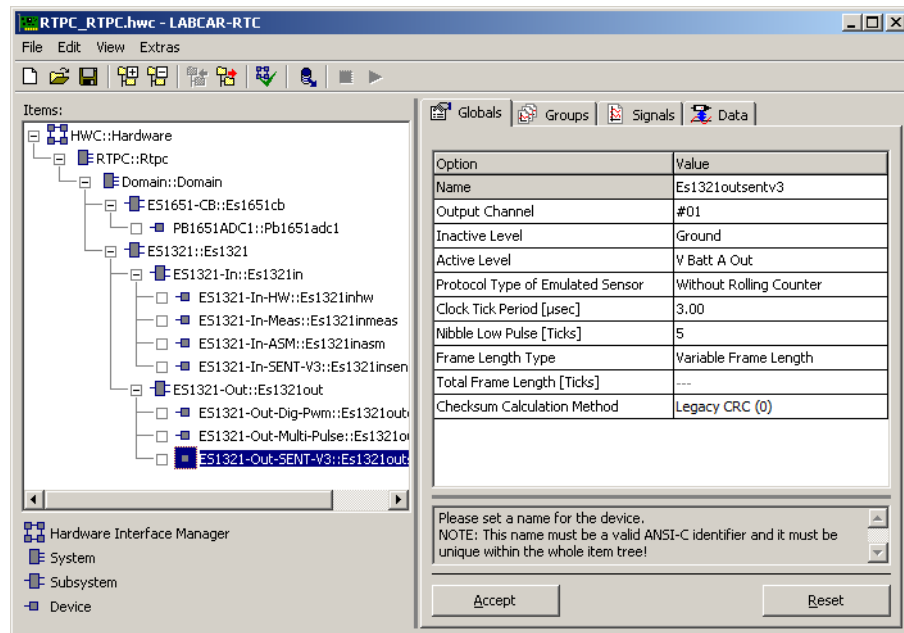 RTPC_RTPC.hwc - LABCAR-RTC
File Edit View Extras
Items:
HWC::Hardware
RTPC::Rtpc
Domain::Domain
ES1651-CB::Es1651cb
PB1651ADC1::Pb1651adc1
ES1321::Es1321
ES1321-In::Es1321in
ES1321-In-HW::Es1321inhw
ES1321-In-Meas::Es1321inmeas
ES1321-In-ASM::Es1321inasm
ES1321-In-SENT-V3::Es1321insen
ES1321-Out::Es1321out
ES1321-Out-Dig-Pwm::Es1321out
ES1321-Out-Multi-Pulse::Es1321o
ES1321-Out-SENT-V3::Es1321out
Hardware Interface Manager
System
Subsystem
Device
Globals Groups Signals Data
Option Value
Name Es1321outsentv3
Output Channel #01
Inactive Level Ground
Active Level V Batt A Out
Protocol Type of Emulated Sensor Without Rolling Counter
Clock Tick Period [µsec] 3.00
Nibble Low Pulse [Ticks] 5
Frame Length Type Variable Frame Length
Total Frame Length [Ticks] ---
Checksum Calculation Method Legacy CRC (0)
Please set a name for the device.
NOTE: This name must be a valid ANSI-C identifier and it must be
unique within the whole item tree!
Accept Reset